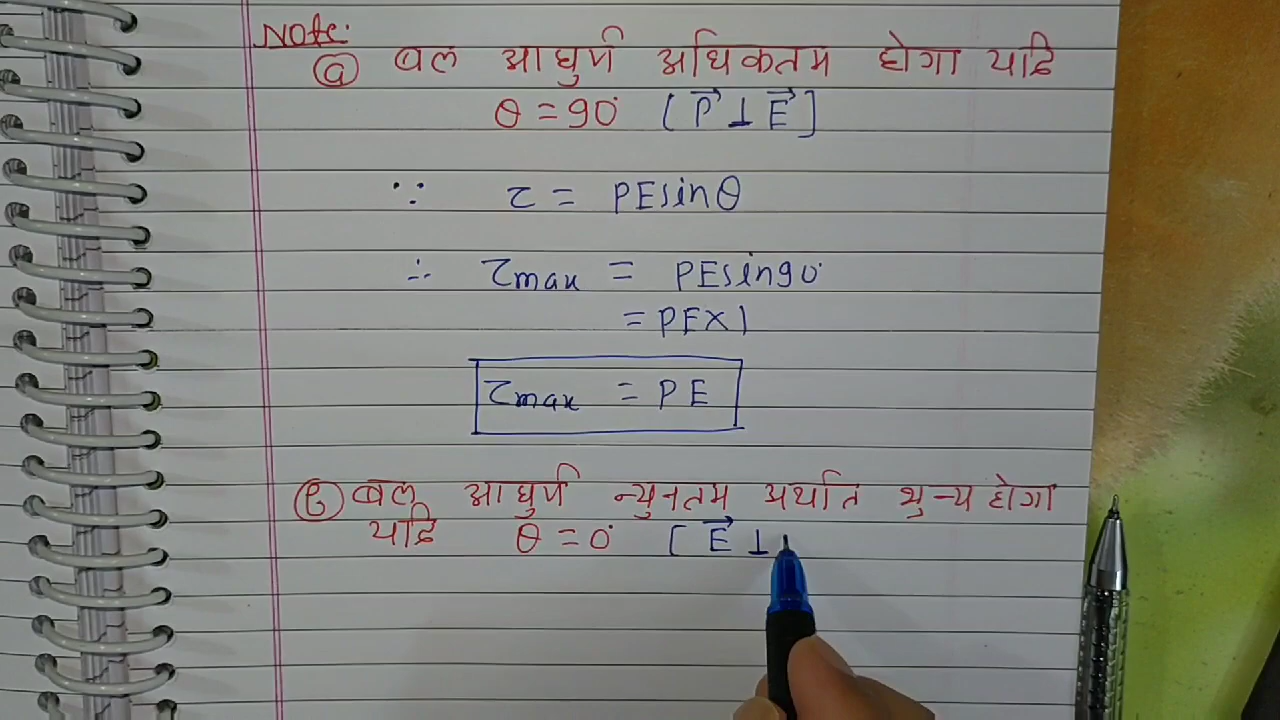 Note:
ⓐ बल आघुर्ण अधिकतम होगा यदि
θ = 90° [P⃗ ⊥ E⃗]
∵ τ = PEsinθ
∴ τmax = PEsin90°
= PE×1
τmax = PE
ⓑ बल आघुर्ण न्युनतम अर्थात शुन्य होगा
यदि θ = 0° [E⃗ ⊥